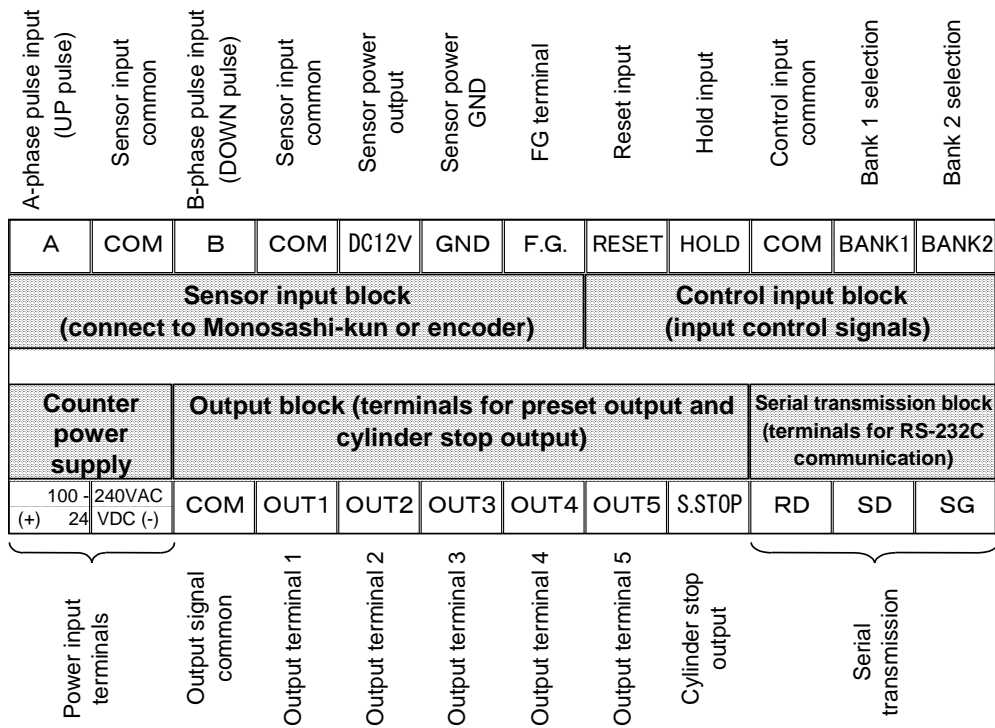 A-phase pulse input
(UP pulse)
Sensor input
common
B-phase pulse input
(DOWN pulse)
Sensor input
common
Sensor power
output
Sensor power
GND
FG terminal
Reset input
Hold input
Control input
common
Bank 1 selection
Bank 2 selection
A COM B COM DC12V GND F.G. RESET HOLD COM BANK1 BANK2
Sensor input block
(connect to Monosashi-kun or encoder)
Control input block
(input control signals)
Counter
power
supply
Output block (terminals for preset output and
cylinder stop output)
Serial transmission block
(terminals for RS-232C
communication)
100 - 240VAC
(+) 24 VDC (-)
COM OUT1 OUT2 OUT3 OUT4 OUT5 S.STOP RD SD SG
Power input
terminals
Output signal
common
Output terminal 1
Output terminal 2
Output terminal 3
Output terminal 4
Output terminal 5
Cylinder stop
output
Serial
transmission